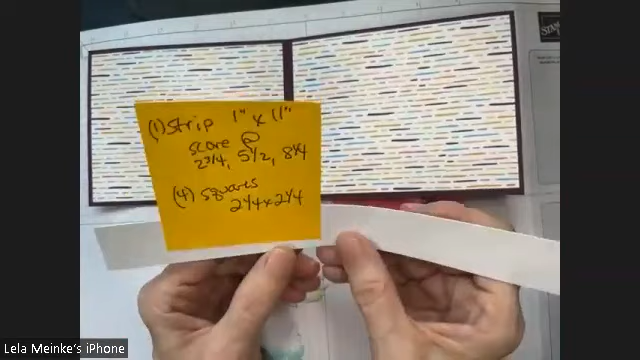 (1) Strip 1" x 11"
score @
2 3/4, 5 1/2, 8 1/4
(4) squares
2 1/4 x 2 1/4
Lela Meinke's iPhone